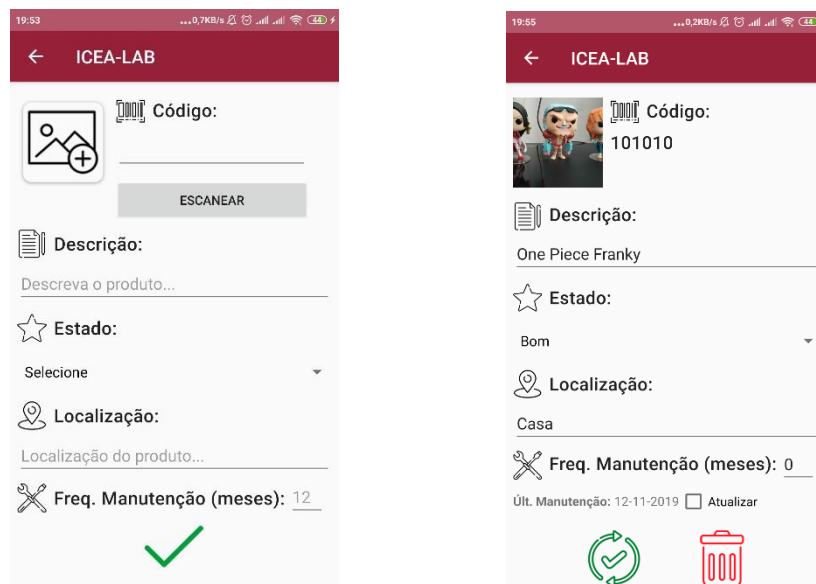 19:53 ...0,7KB/s 44
ICEA-LAB
Código:
ESCANEAR
Descrição:
Descreva o produto...
Estado:
Selecione
Localização:
Localização do produto...
Freq. Manutenção (meses): 12
19:55 ...0,2KB/s 44
ICEA-LAB
Código:
101010
Descrição:
One Piece Franky
Estado:
Bom
Localização:
Casa
Freq. Manutenção (meses): 0
Últ. Manutenção: 12-11-2019 Atualizar